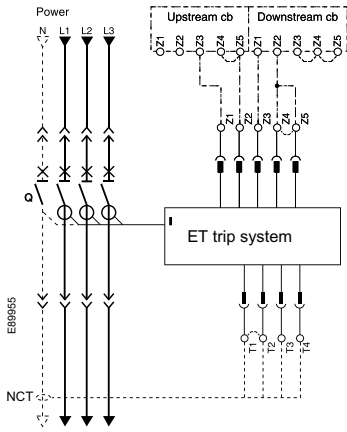 Power
Upstream cb
Downstream cb
N
L1
L2
L3
Z1
Z2
Z3
Z4
Z5
Z1
Z2
Z3
Z4
Z5
Z1
Z2
Z3
Z4
Z5
Q
ET trip system
E89955
T1
T2
T3
T4
NCT